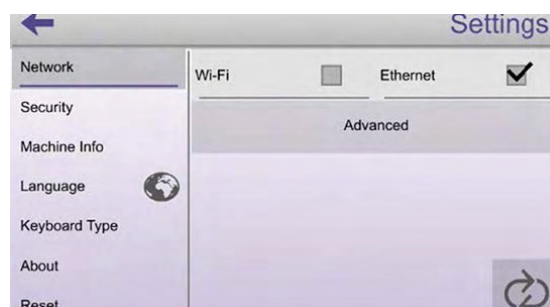 Settings
Network
Wi-Fi Ethernet
Advanced
Security
Machine Info
Language
Keyboard Type
About
Reset